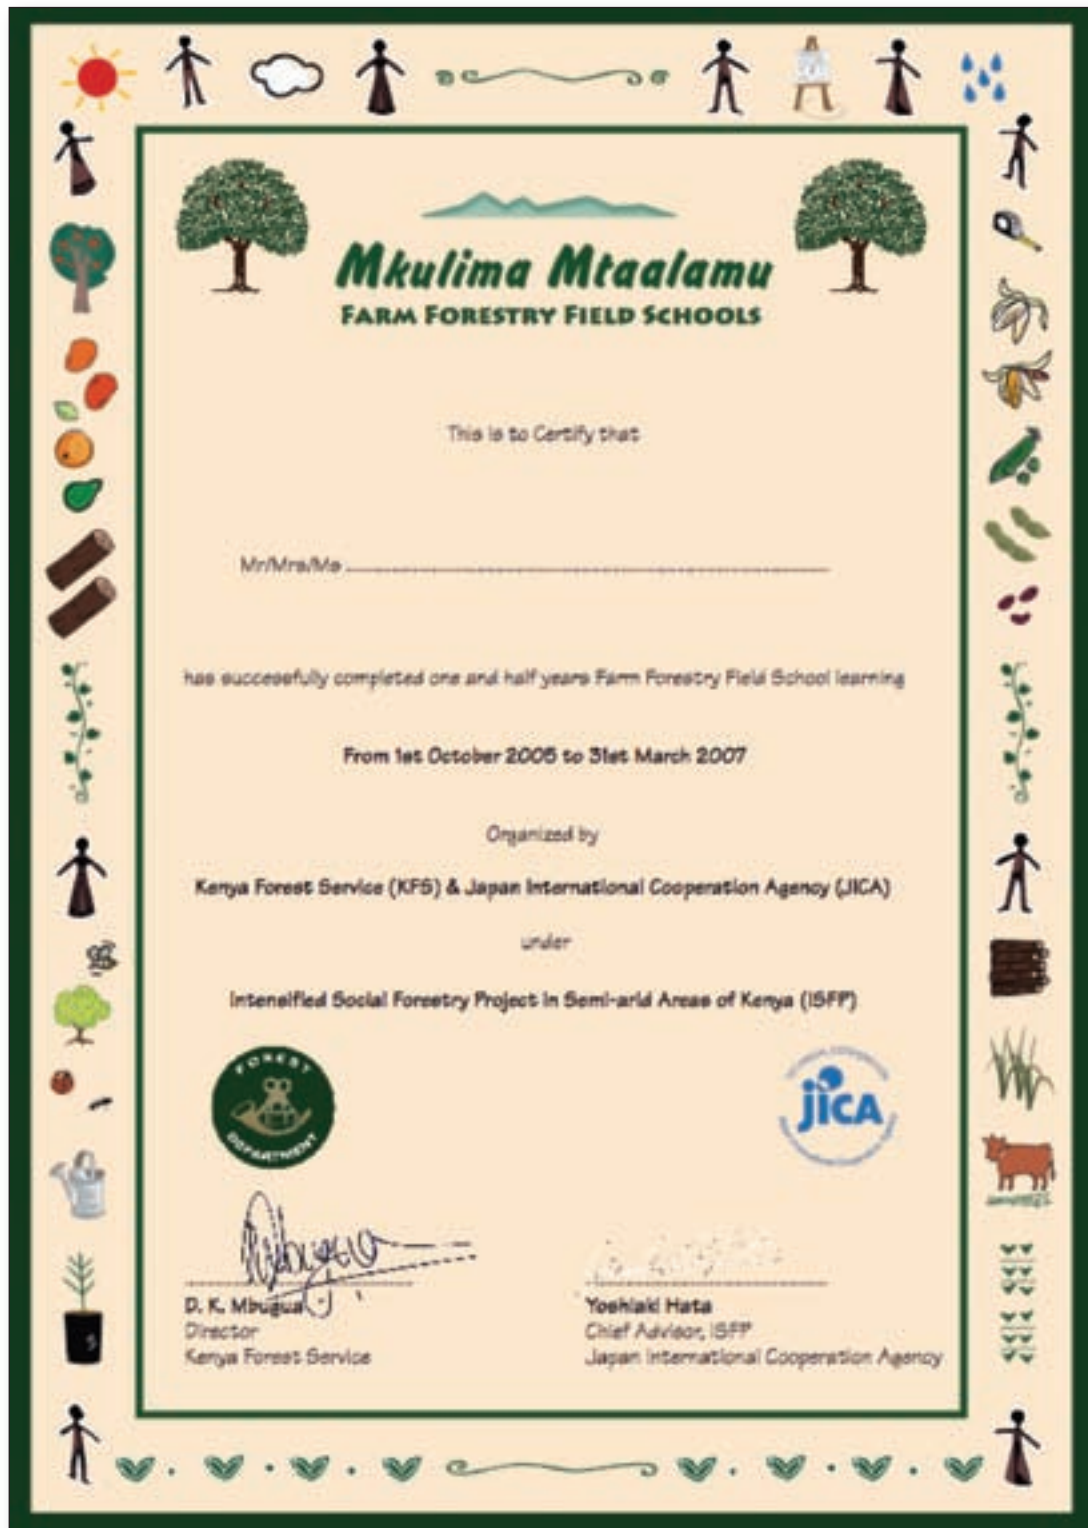 Mkulima Mtaalamu
FARM FORESTRY FIELD SCHOOLS
This is to Certify that
Mr/Mrs/Ms
has successfully completed one and half years Farm Forestry Field School learning
From 1st October 2005 to 31st March 2007
Organized by
Kenya Forest Service (KFS) & Japan International Cooperation Agency (JICA)
under
Intensified Social Forestry Project in Semi-arid Areas of Kenya (ISFP)
FOREST
DEPARTMENT
JICA
D. K. Mbugua
Director
Kenya Forest Service
Yoshiaki Hata
Chief Advisor, ISFP
Japan International Cooperation Agency